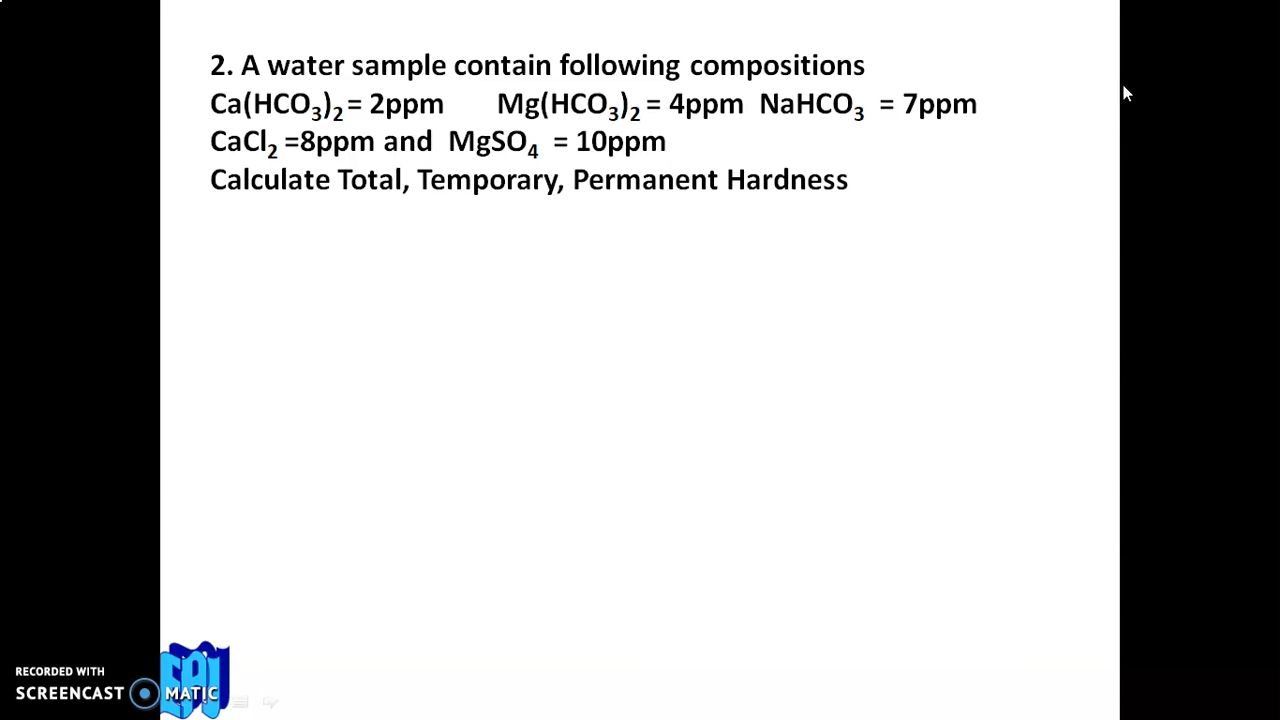 2. A water sample contain following compositions
Ca(HCO₃)₂ = 2ppm Mg(HCO₃)₂ = 4ppm NaHCO₃ = 7ppm
CaCl₂ =8ppm and MgSO₄ = 10ppm
Calculate Total, Temporary, Permanent Hardness
RECORDED WITH
SCREENCAST MATIC